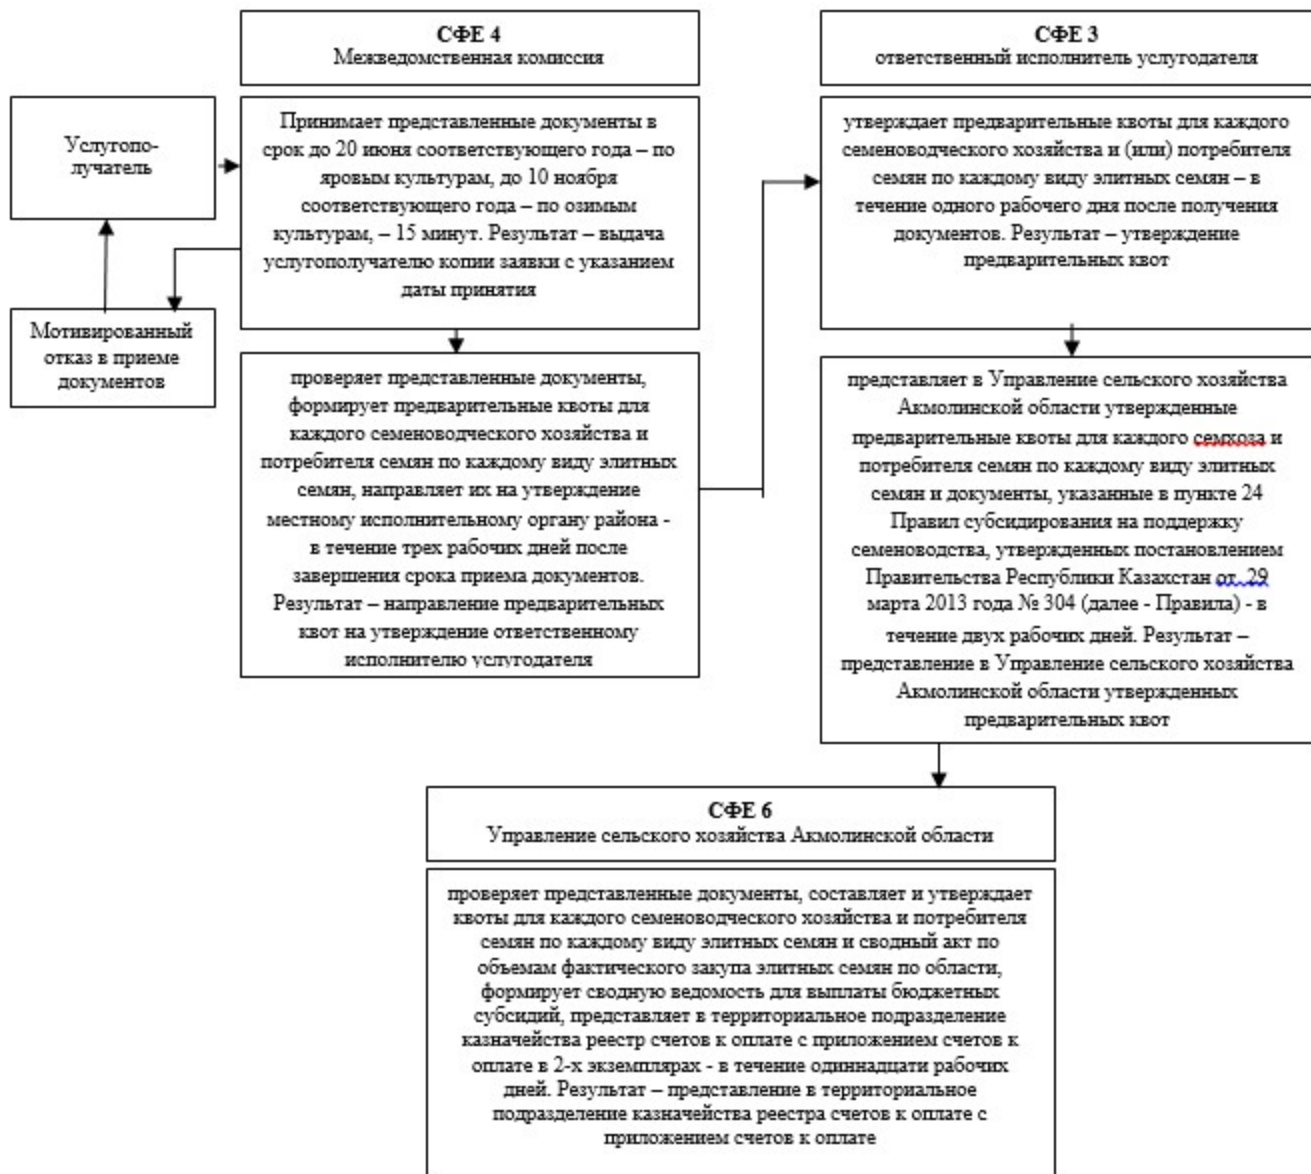 СФЕ 4
Межведомственная комиссия
СФЕ 3
ответственный исполнитель услугодателя
Услугопо-
лучатель
Принимает представленные документы в
срок до 20 июня соответствующего года – по
яровым культурам, до 10 ноября
соответствующего года – по озимым
культурам, – 15 минут. Результат – выдача
услугополучателю копии заявки с указанием
даты принятия
утверждает предварительные квоты для каждого
семеноводческого хозяйства и (или) потребителя
семян по каждому виду элитных семян – в
течение одного рабочего дня после получения
документов. Результат – утверждение
предварительных квот
Мотивированный
отказ в приеме
документов
проверяет представленные документы,
формирует предварительные квоты для
каждого семеноводческого хозяйства и
потребителя семян по каждому виду элитных
семян, направляет их на утверждение
местному исполнительному органу района -
в течение трех рабочих дней после
завершения срока приема документов.
Результат – направление предварительных
квот на утверждение ответственному
исполнителю услугодателя
представляет в Управление сельского хозяйства
Акмолинской области утвержденные
предварительные квоты для каждого семхоза и
потребителя семян по каждому виду элитных
семян и документы, указанные в пункте 24
Правил субсидирования на поддержку
семеноводства, утвержденных постановлением
Правительства Республики Казахстан от 29
марта 2013 года № 304 (далее - Правила) - в
течение двух рабочих дней. Результат –
представление в Управление сельского хозяйства
Акмолинской области утвержденных
предварительных квот
СФЕ 6
Управление сельского хозяйства Акмолинской области
проверяет представленные документы, составляет и утверждает
квоты для каждого семеноводческого хозяйства и потребителя
семян по каждому виду элитных семян и сводный акт по
объемам фактического закупа элитных семян по области,
формирует сводную ведомость для выплаты бюджетных
субсидий, представляет в территориальное подразделение
казначейства реестр счетов к оплате с приложением счетов к
оплате в 2-х экземплярах - в течение одиннадцати рабочих
дней. Результат – представление в территориальное
подразделение казначейства реестра счетов к оплате с
приложением счетов к оплате